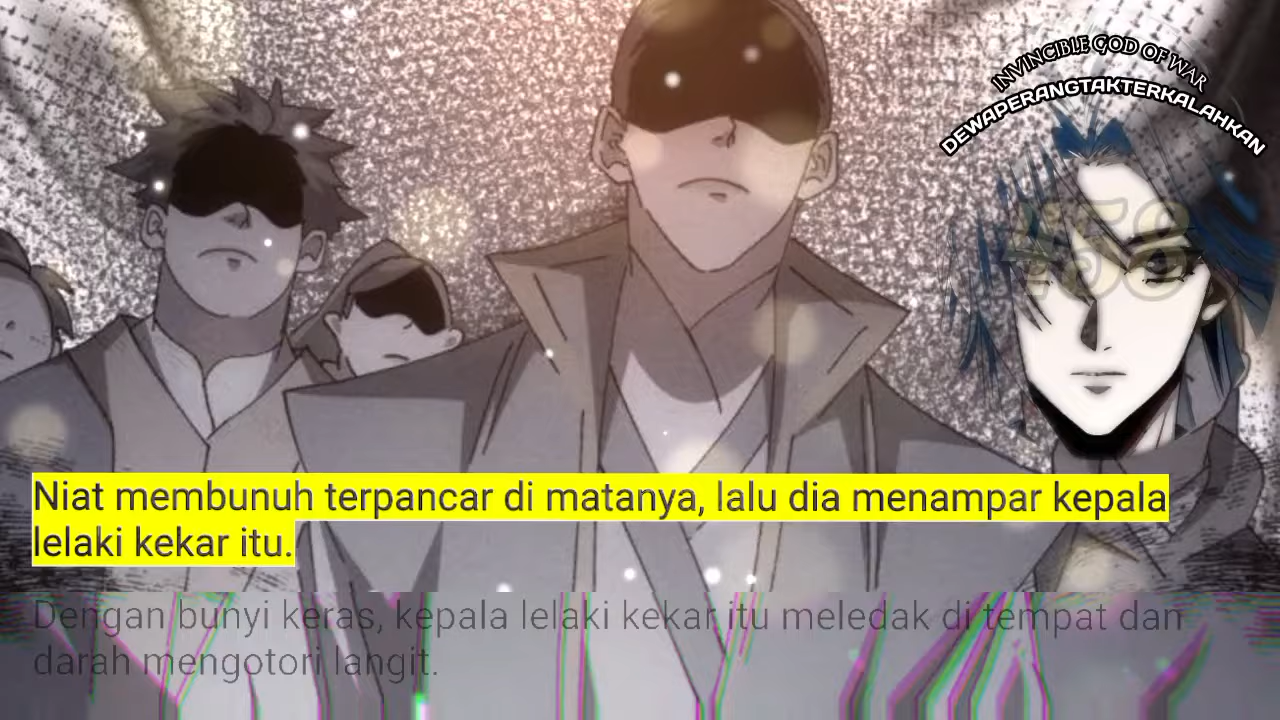 INVINCIBLE GOD OF WAR
DEWAPERANGTAKTERKALAHKAN
Niat membunuh terpancar di matanya, lalu dia menampar kepala
lelaki kekar itu.
Dengan bunyi keras, kepala lelaki kekar itu meledak di tempat dan
darah mengotori langit.